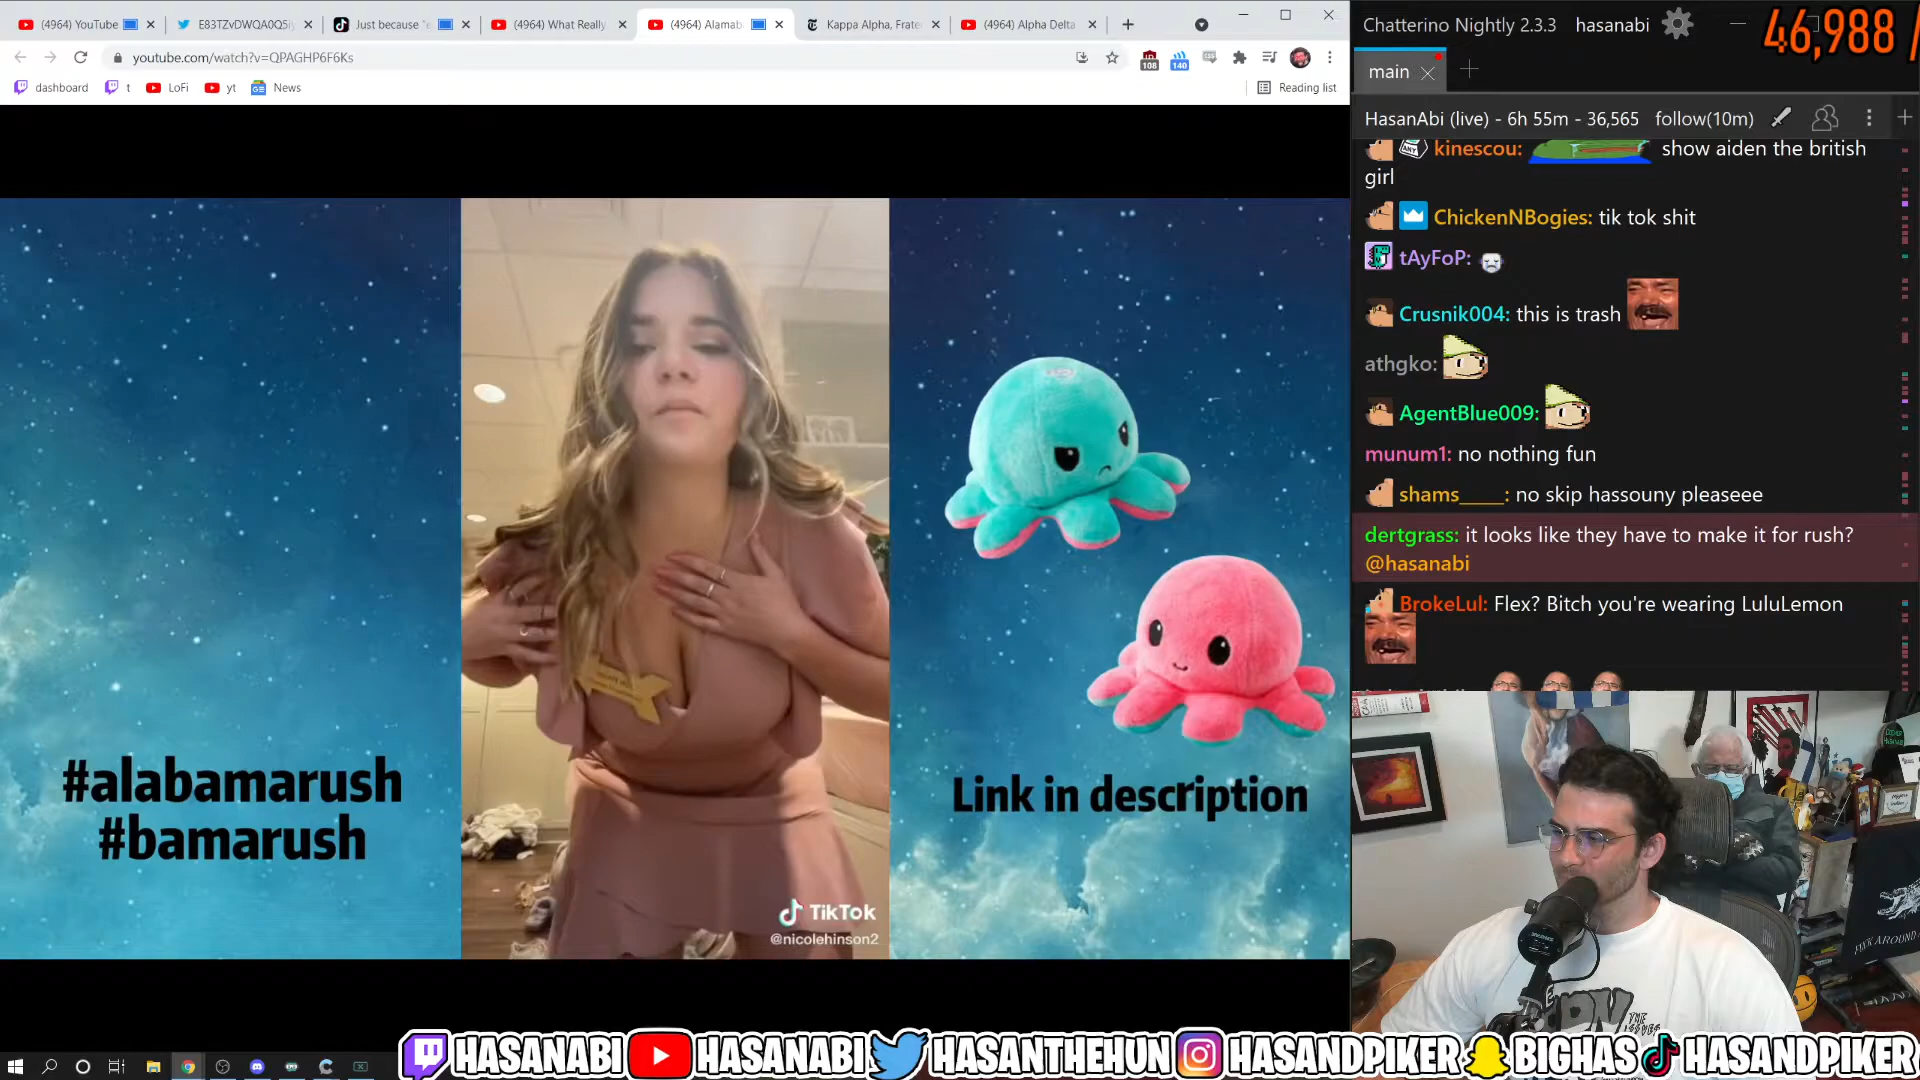 (4964) YouTube
E83TZvDWQA0Q5i
Just because "e
(4964) What Really
(4964) Alamab
Kappa Alpha, Frate
(4964) Alpha Delta
youtube.com/watch?v=QPAGHP6F6Ks
108
140
dashboard
t
LoFi
yt
News
Reading list
#alabamarush
#bamarush
TikTok
@nicolehinson2
Link in description
Chatterino Nightly 2.3.3
hasanabi
46,988 /
main
HasanAbi (live) - 6h 55m - 36,565
follow(10m)
kinescou: show aiden the british
girl
ChickenNBogies: tik tok shit
tAyFoP:
Crusnik004: this is trash
athgko:
AgentBlue009:
munum1: no nothing fun
shams____: no skip hassouny pleaseee
dertgrass: it looks like they have to make it for rush?
@hasanabi
BrokeLul: Flex? Bitch you're wearing LuluLemon
THE
ISSUES
HASANABI
HASANABI
HASANTHEHUN
HASANDPIKER
BIGHAS
HASANDPIKER